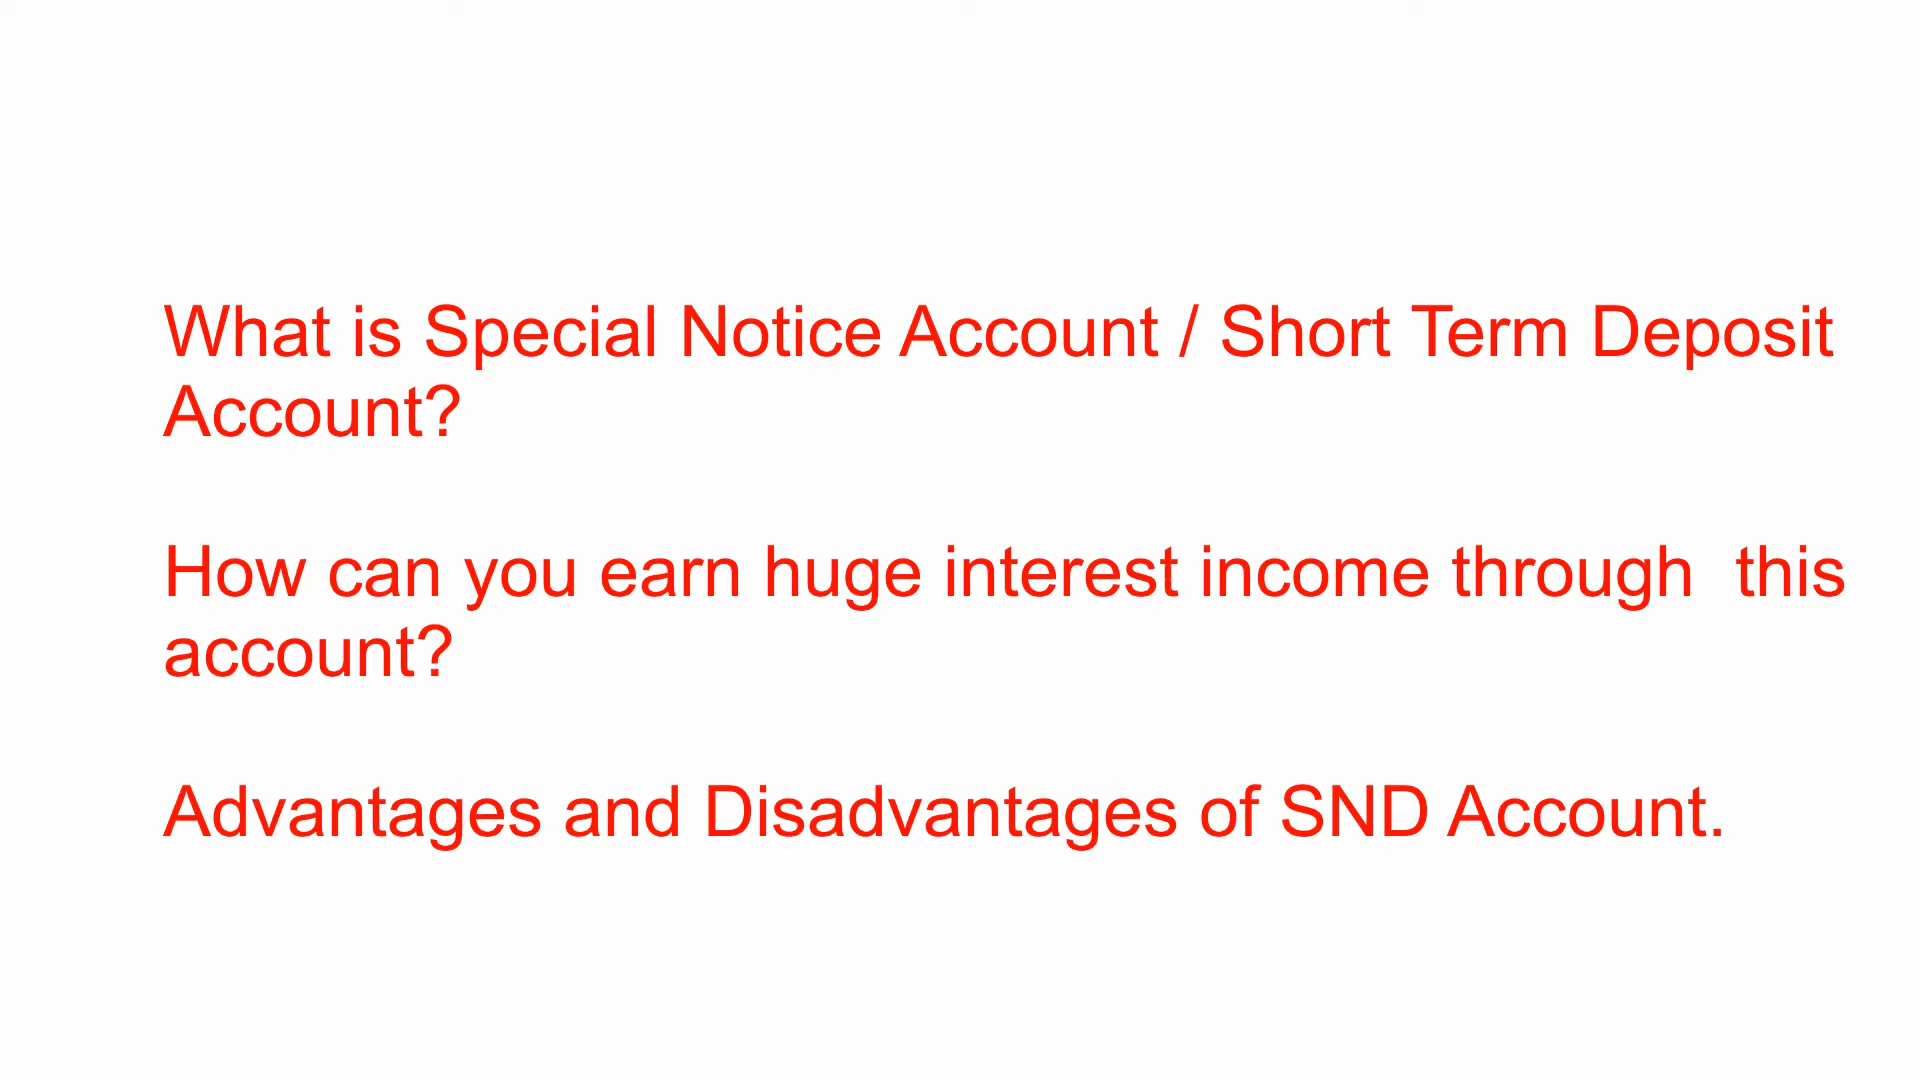 What is Special Notice Account / Short Term Deposit
Account?
How can you earn huge interest income through  this
account?
Advantages and Disadvantages of SND Account.